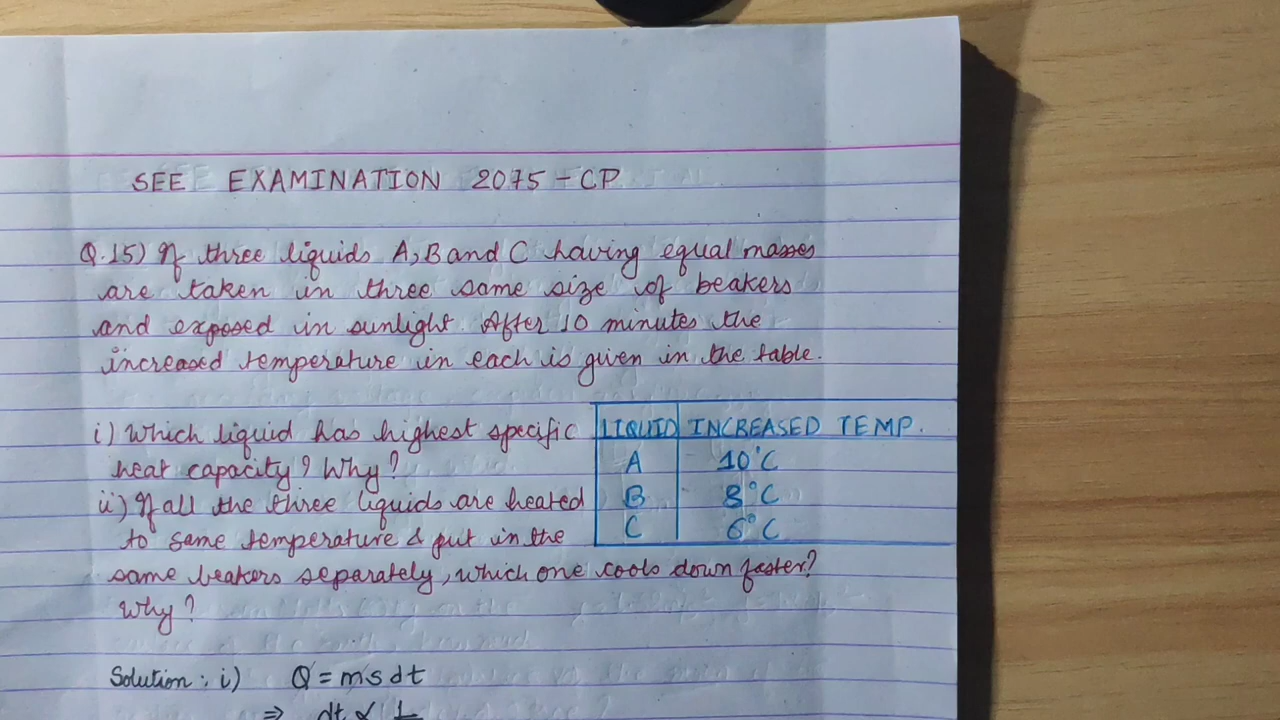 SEE EXAMINATION 2075 - CP
Q.15) If three liquids A, B and C having equal masses
are taken in three same size of beakers
and exposed in sunlight. After 10 minutes the
increased temperature in each is given in the table.
i) Which liquid has highest specific
heat capacity? Why?
ii) If all the three liquids are heated
to same temperature & put in the
same beakers separately, which one cools down faster?
Why?
LIQUID INCREASED TEMP.
A 10°C
B 8°C
C 6°C
Solution: i) Q = msdt
⇒ dt ∝ 1